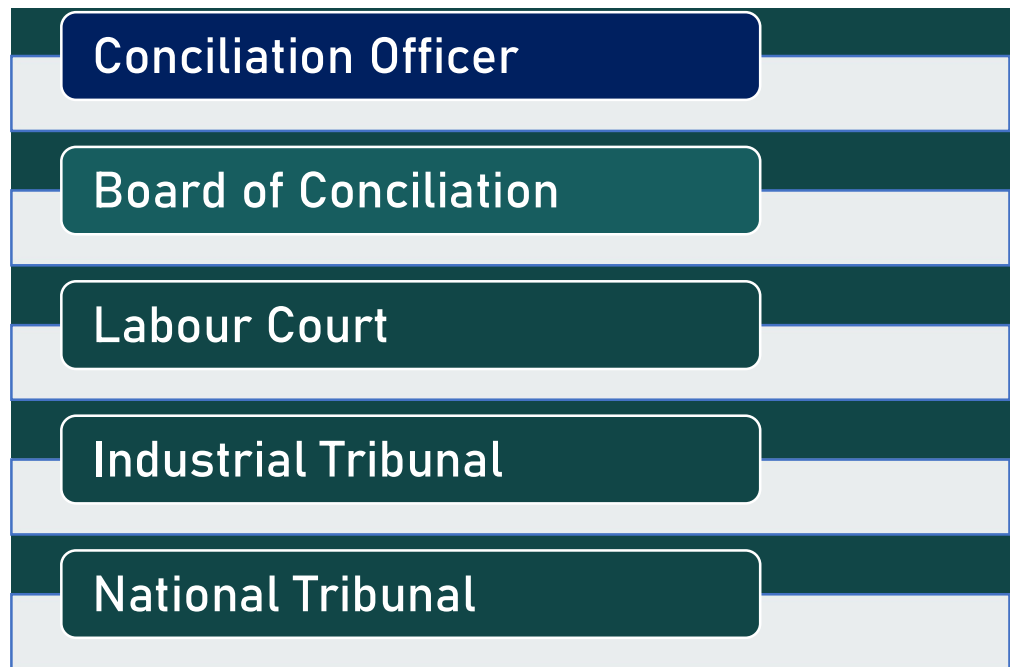 Conciliation Officer
Board of Conciliation
Labour Court
Industrial Tribunal
National Tribunal